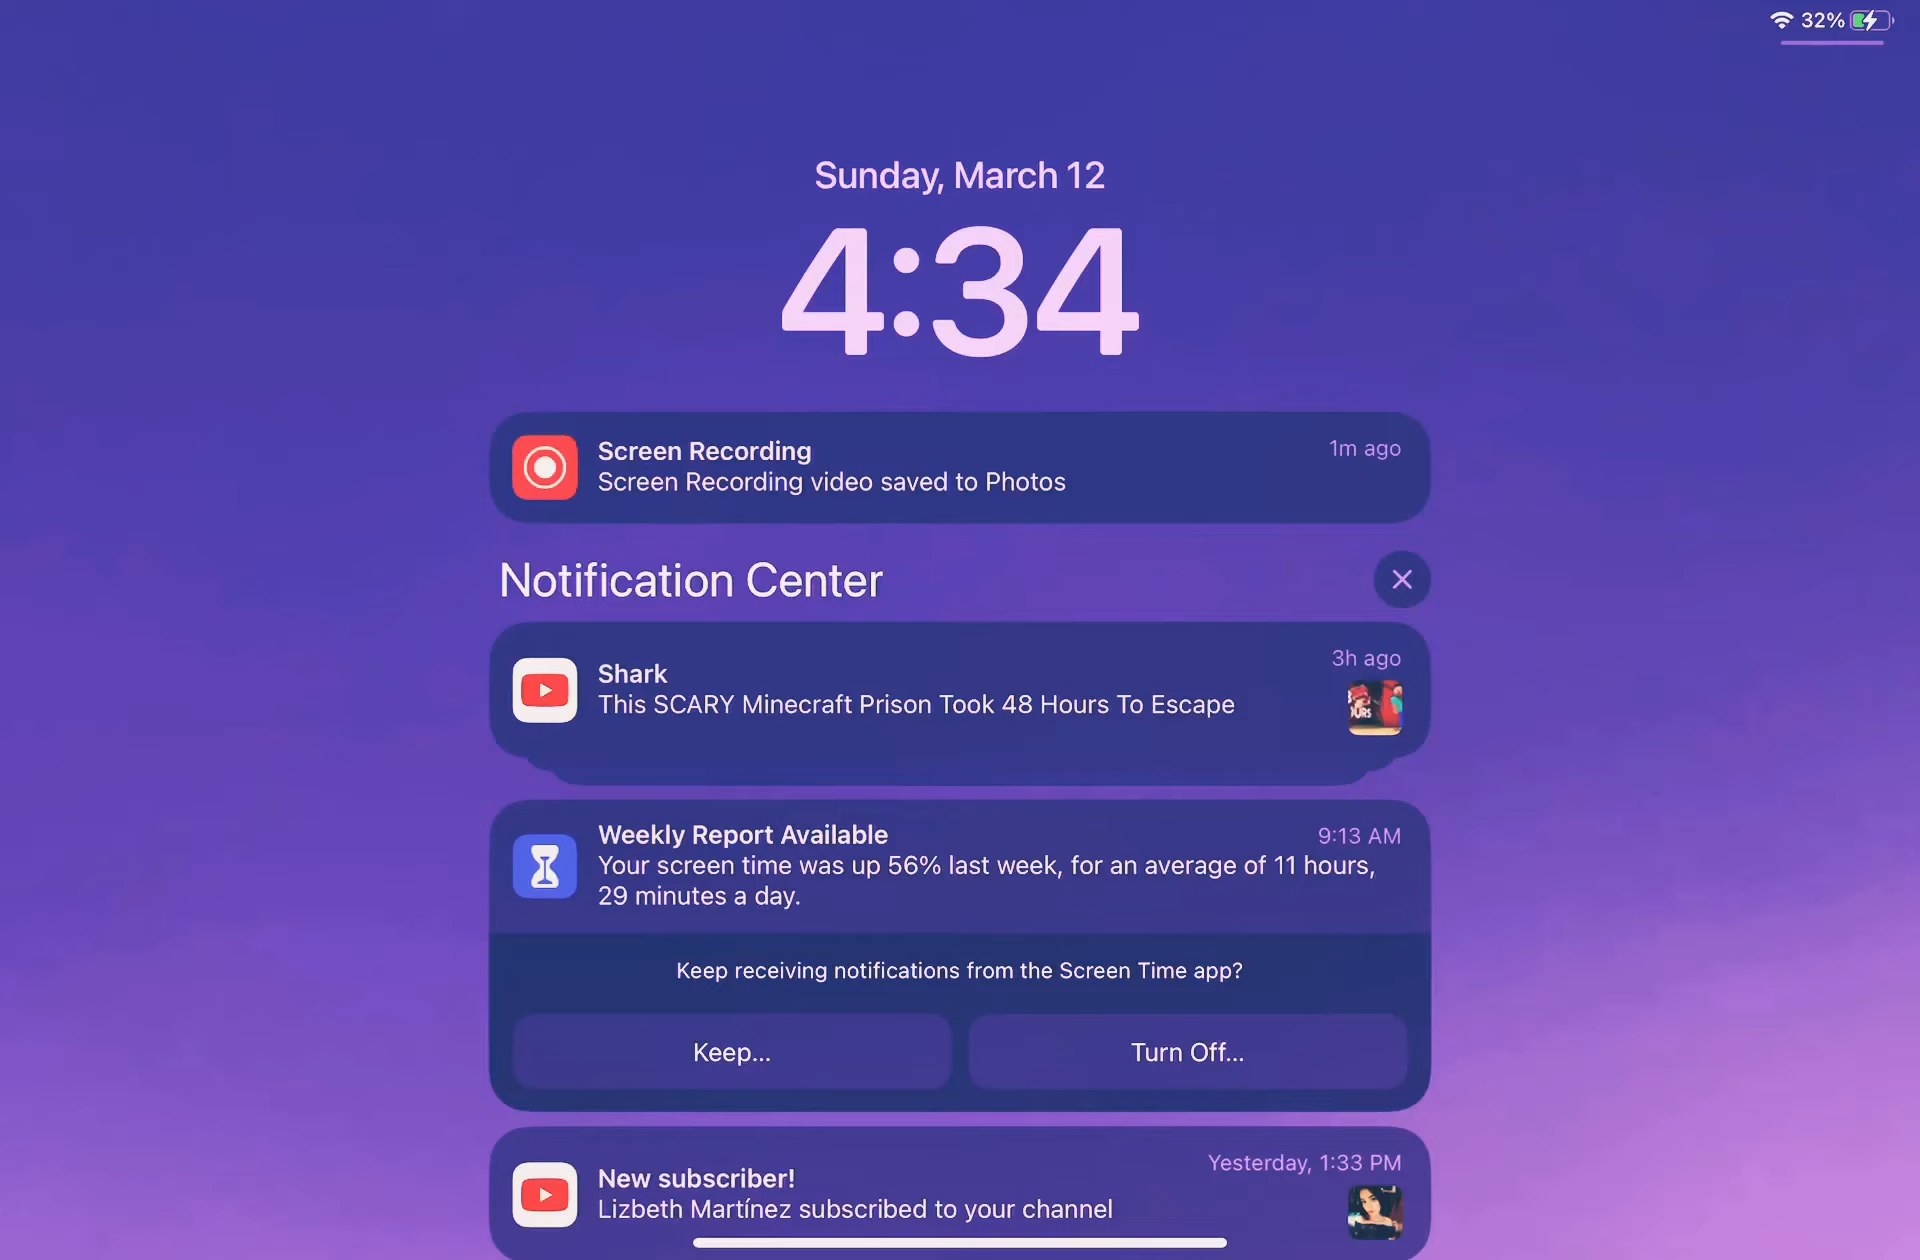 32%
Sunday, March 12
4:34
Screen Recording
1m ago
Screen Recording video saved to Photos
Notification Center
Shark
3h ago
This SCARY Minecraft Prison Took 48 Hours To Escape
Weekly Report Available
9:13 AM
Your screen time was up 56% last week, for an average of 11 hours,
29 minutes a day.
Keep receiving notifications from the Screen Time app?
Keep...
Turn Off...
New subscriber!
Yesterday, 1:33 PM
Lizbeth Martínez subscribed to your channel